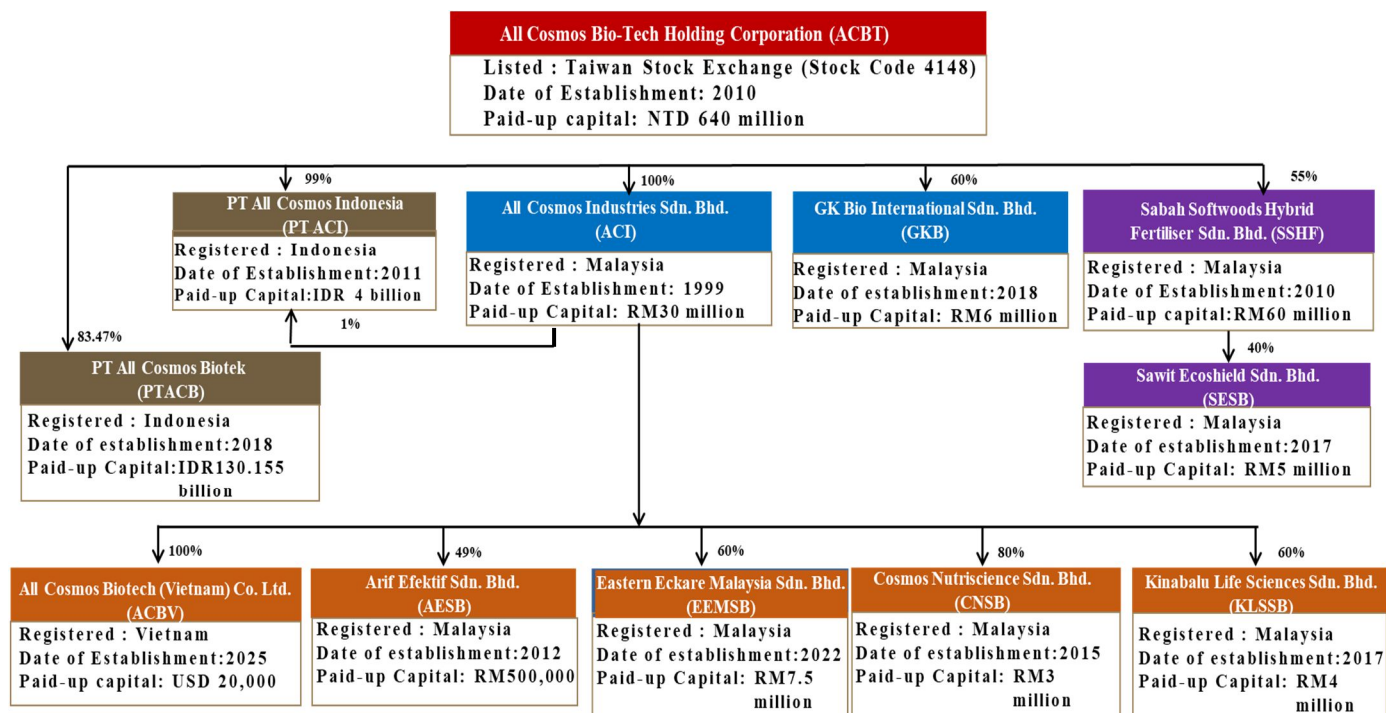 All Cosmos Bio-Tech Holding Corporation (ACBT)
Listed : Taiwan Stock Exchange (Stock Code 4148)
Date of Establishment: 2010
Paid-up capital: NTD 640 million
99%
100%
60%
55%
PT All Cosmos Indonesia
(PT ACI)
Registered : Indonesia
Date of Establishment:2011
Paid-up Capital:IDR 4 billion
All Cosmos Industries Sdn. Bhd.
(ACI)
Registered : Malaysia
Date of Establishment: 1999
Paid-up Capital: RM30 million
GK Bio International Sdn. Bhd.
(GKB)
Registered : Malaysia
Date of establishment:2018
Paid-up Capital: RM6 million
Sabah Softwoods Hybrid
Fertiliser Sdn. Bhd. (SSHF)
Registered : Malaysia
Date of Establishment:2010
Paid-up capital:RM60 million
1%
83.47%
40%
PT All Cosmos Biotek
(PTACB)
Registered : Indonesia
Date of establishment:2018
Paid-up Capital:IDR130.155
billion
Sawit Ecoshield Sdn. Bhd.
(SESB)
Registered : Malaysia
Date of establishment:2017
Paid-up Capital: RM5 million
100%
49%
60%
80%
60%
All Cosmos Biotech (Vietnam) Co. Ltd.
(ACBV)
Registered : Vietnam
Date of Establishment:2025
Paid-up capital: USD 20,000
Arif Efektif Sdn. Bhd.
(AESB)
Registered : Malaysia
Date of establishment:2012
Paid-up Capital: RM500,000
Eastern Eckare Malaysia Sdn. Bhd.
(EEMSB)
Registered : Malaysia
Date of establishment:2022
Paid-up Capital: RM7.5
million
Cosmos Nutriscience Sdn. Bhd.
(CNSB)
Registered : Malaysia
Date of establishment:2015
Paid-up Capital: RM3
million
Kinabalu Life Sciences Sdn. Bhd.
(KLSSB)
Registered : Malaysia
Date of establishment:2017
Paid-up Capital: RM4
million